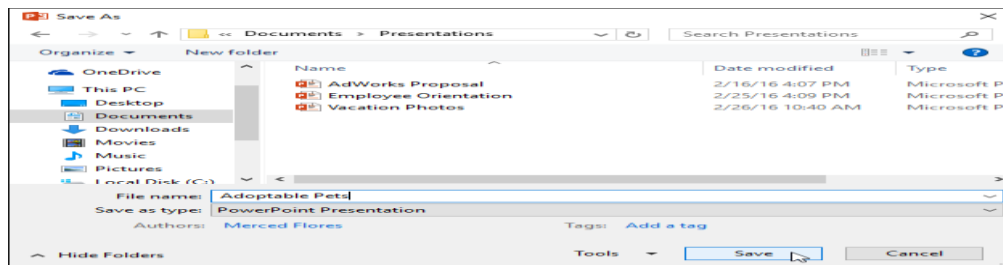 Save As
« Documents > Presentations Search Presentations
Organize New folder
OneDrive
This PC
Desktop
Documents
Downloads
Movies
Music
Pictures
Local Disk (C:)
Name Date modified Type
AdWorks Proposal 2/16/16 4:07 PM Microsoft P
Employee Orientation 2/25/16 4:09 PM Microsoft P
Vacation Photos 2/26/16 10:40 AM Microsoft P
File name: Adoptable Pets
Save as type: PowerPoint Presentation
Authors: Merced Flores Tags: Add a tag
Hide Folders Tools Save Cancel